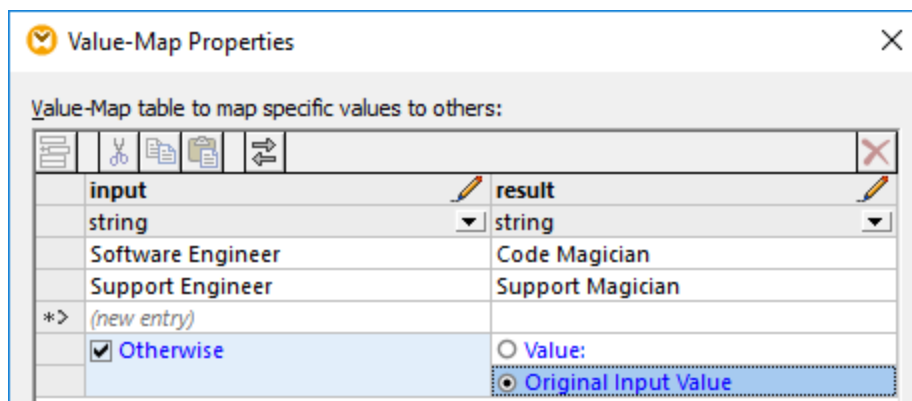 Value-Map Properties
Value-Map table to map specific values to others:
input result
string string
Software Engineer Code Magician
Support Engineer Support Magician
(new entry)
Otherwise Value:
Original Input Value